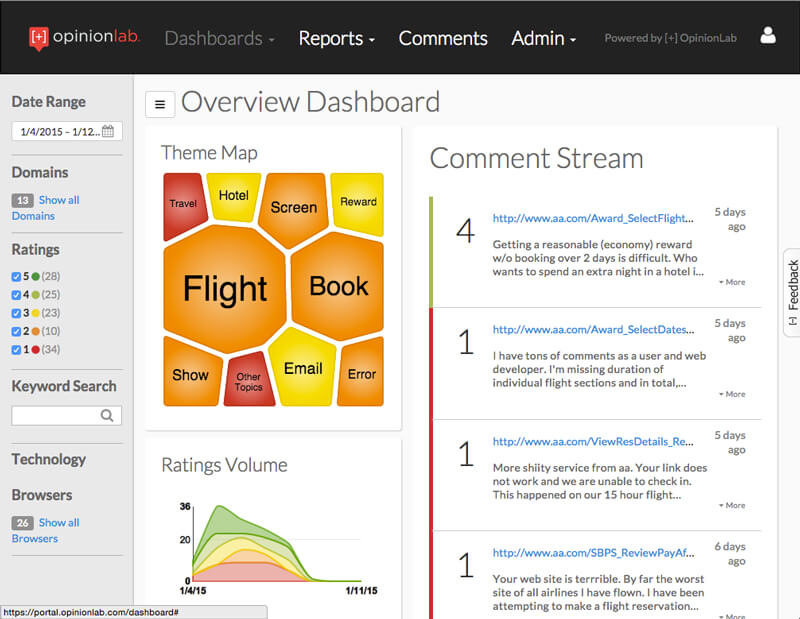 [+] opinionlab.
Dashboards
Reports
Comments
Admin
Powered by [+] OpinionLab
Date Range
1/4/2015 – 1/12...
Domains
13 Show all
Domains
Ratings
5 (28)
4 (25)
3 (23)
2 (10)
1 (34)
Keyword Search
Technology
Browsers
26 Show all
Browsers
https://portal.opinionlab.com/dashboard#
Overview Dashboard
Theme Map
Travel
Hotel
Screen
Reward
Flight
Book
Show
Other
Topics
Email
Error
Ratings Volume
36
20
0
1/4/15
1/11/15
Comment Stream
4
http://www.aa.com/Award_SelectFlight...
5 days
ago
Getting a reasonable (economy) reward
w/o booking over 2 days is difficult. Who
wants to spend an extra night in a hotel i...
More
1
http://www.aa.com/Award_SelectDates...
5 days
ago
I have tons of comments as a user and web
developer. I'm missing duration of
individual flight sections and in total,...
More
1
http://www.aa.com/ViewResDetails_Re...
5 days
ago
More shiity service from aa. Your link does
not work and we are unable to check in.
This happened on our 15 hour flight...
More
1
http://www.aa.com/SBPS_ReviewPayAf...
6 days
ago
Your web site is terrrible. By far the worst
site of all airlines I have flown. I have been
attempting to make a flight reservation...
More
[+] Feedback